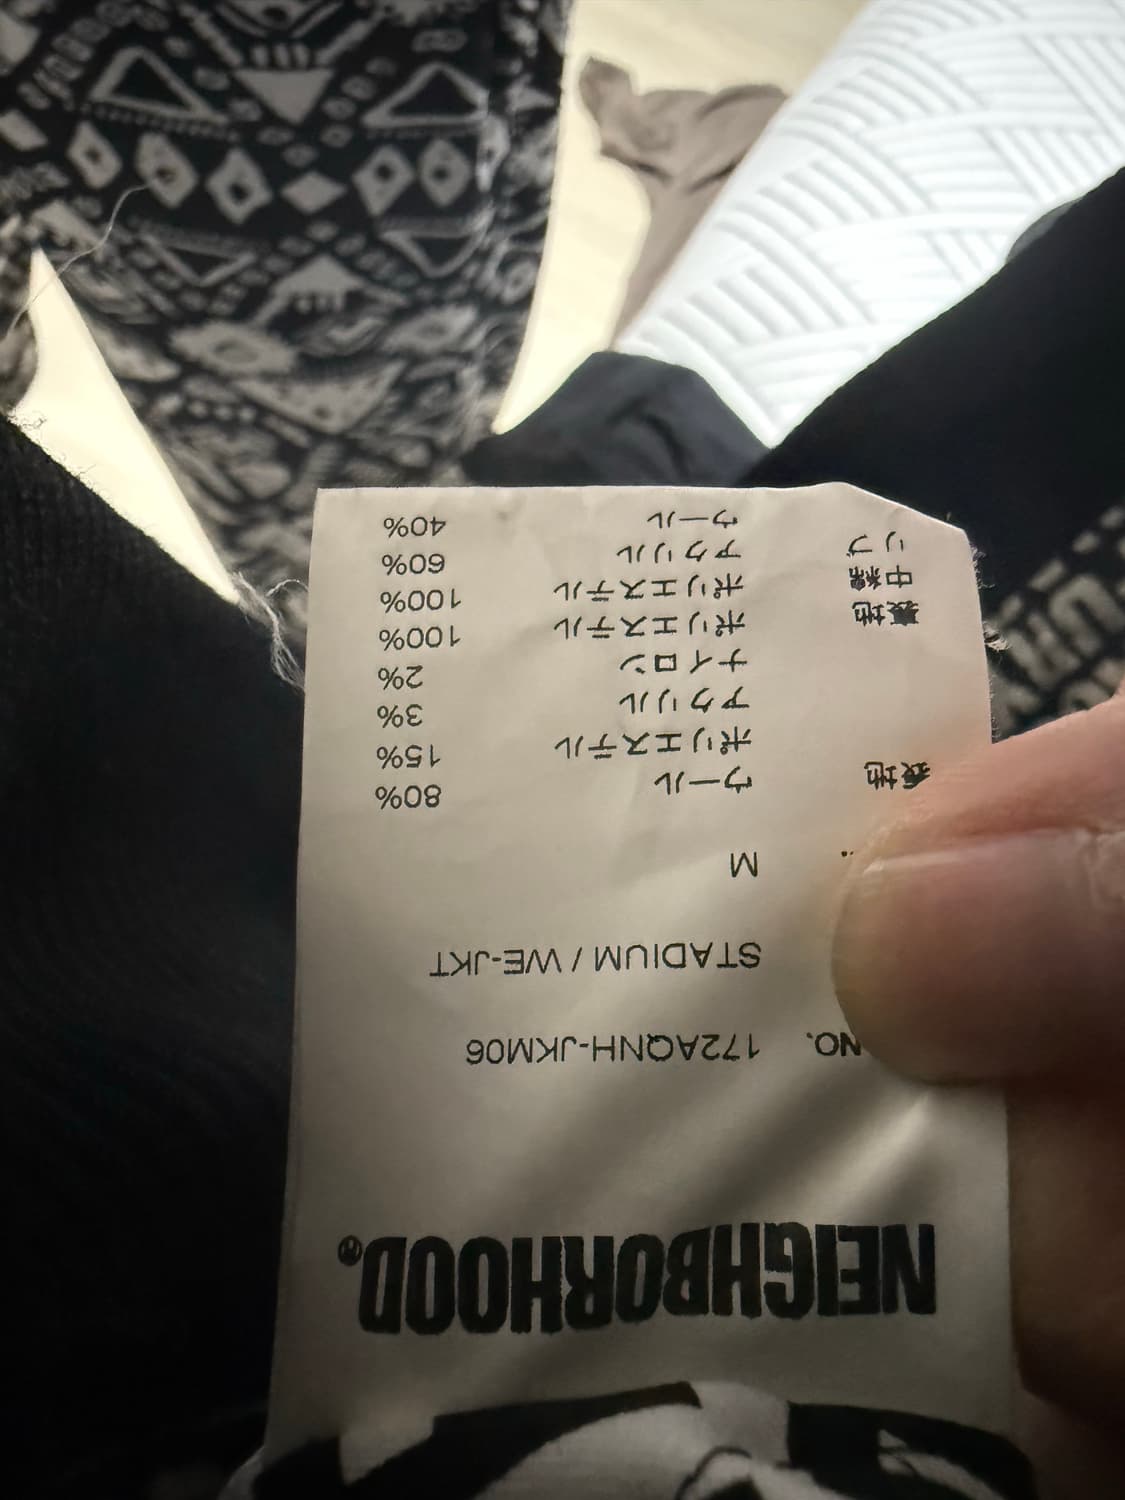 NEIGHBORHOOD®
NO. 172AQNH-JKM06
STADIUM / WE-JKT
M
表地 ウール 80%
ポリエステル 15%
アクリル 3%
ナイロン 2%
裏地 ポリエステル 100%
中綿 ポリエステル 100%
リブ アクリル 60%
ウール 40%